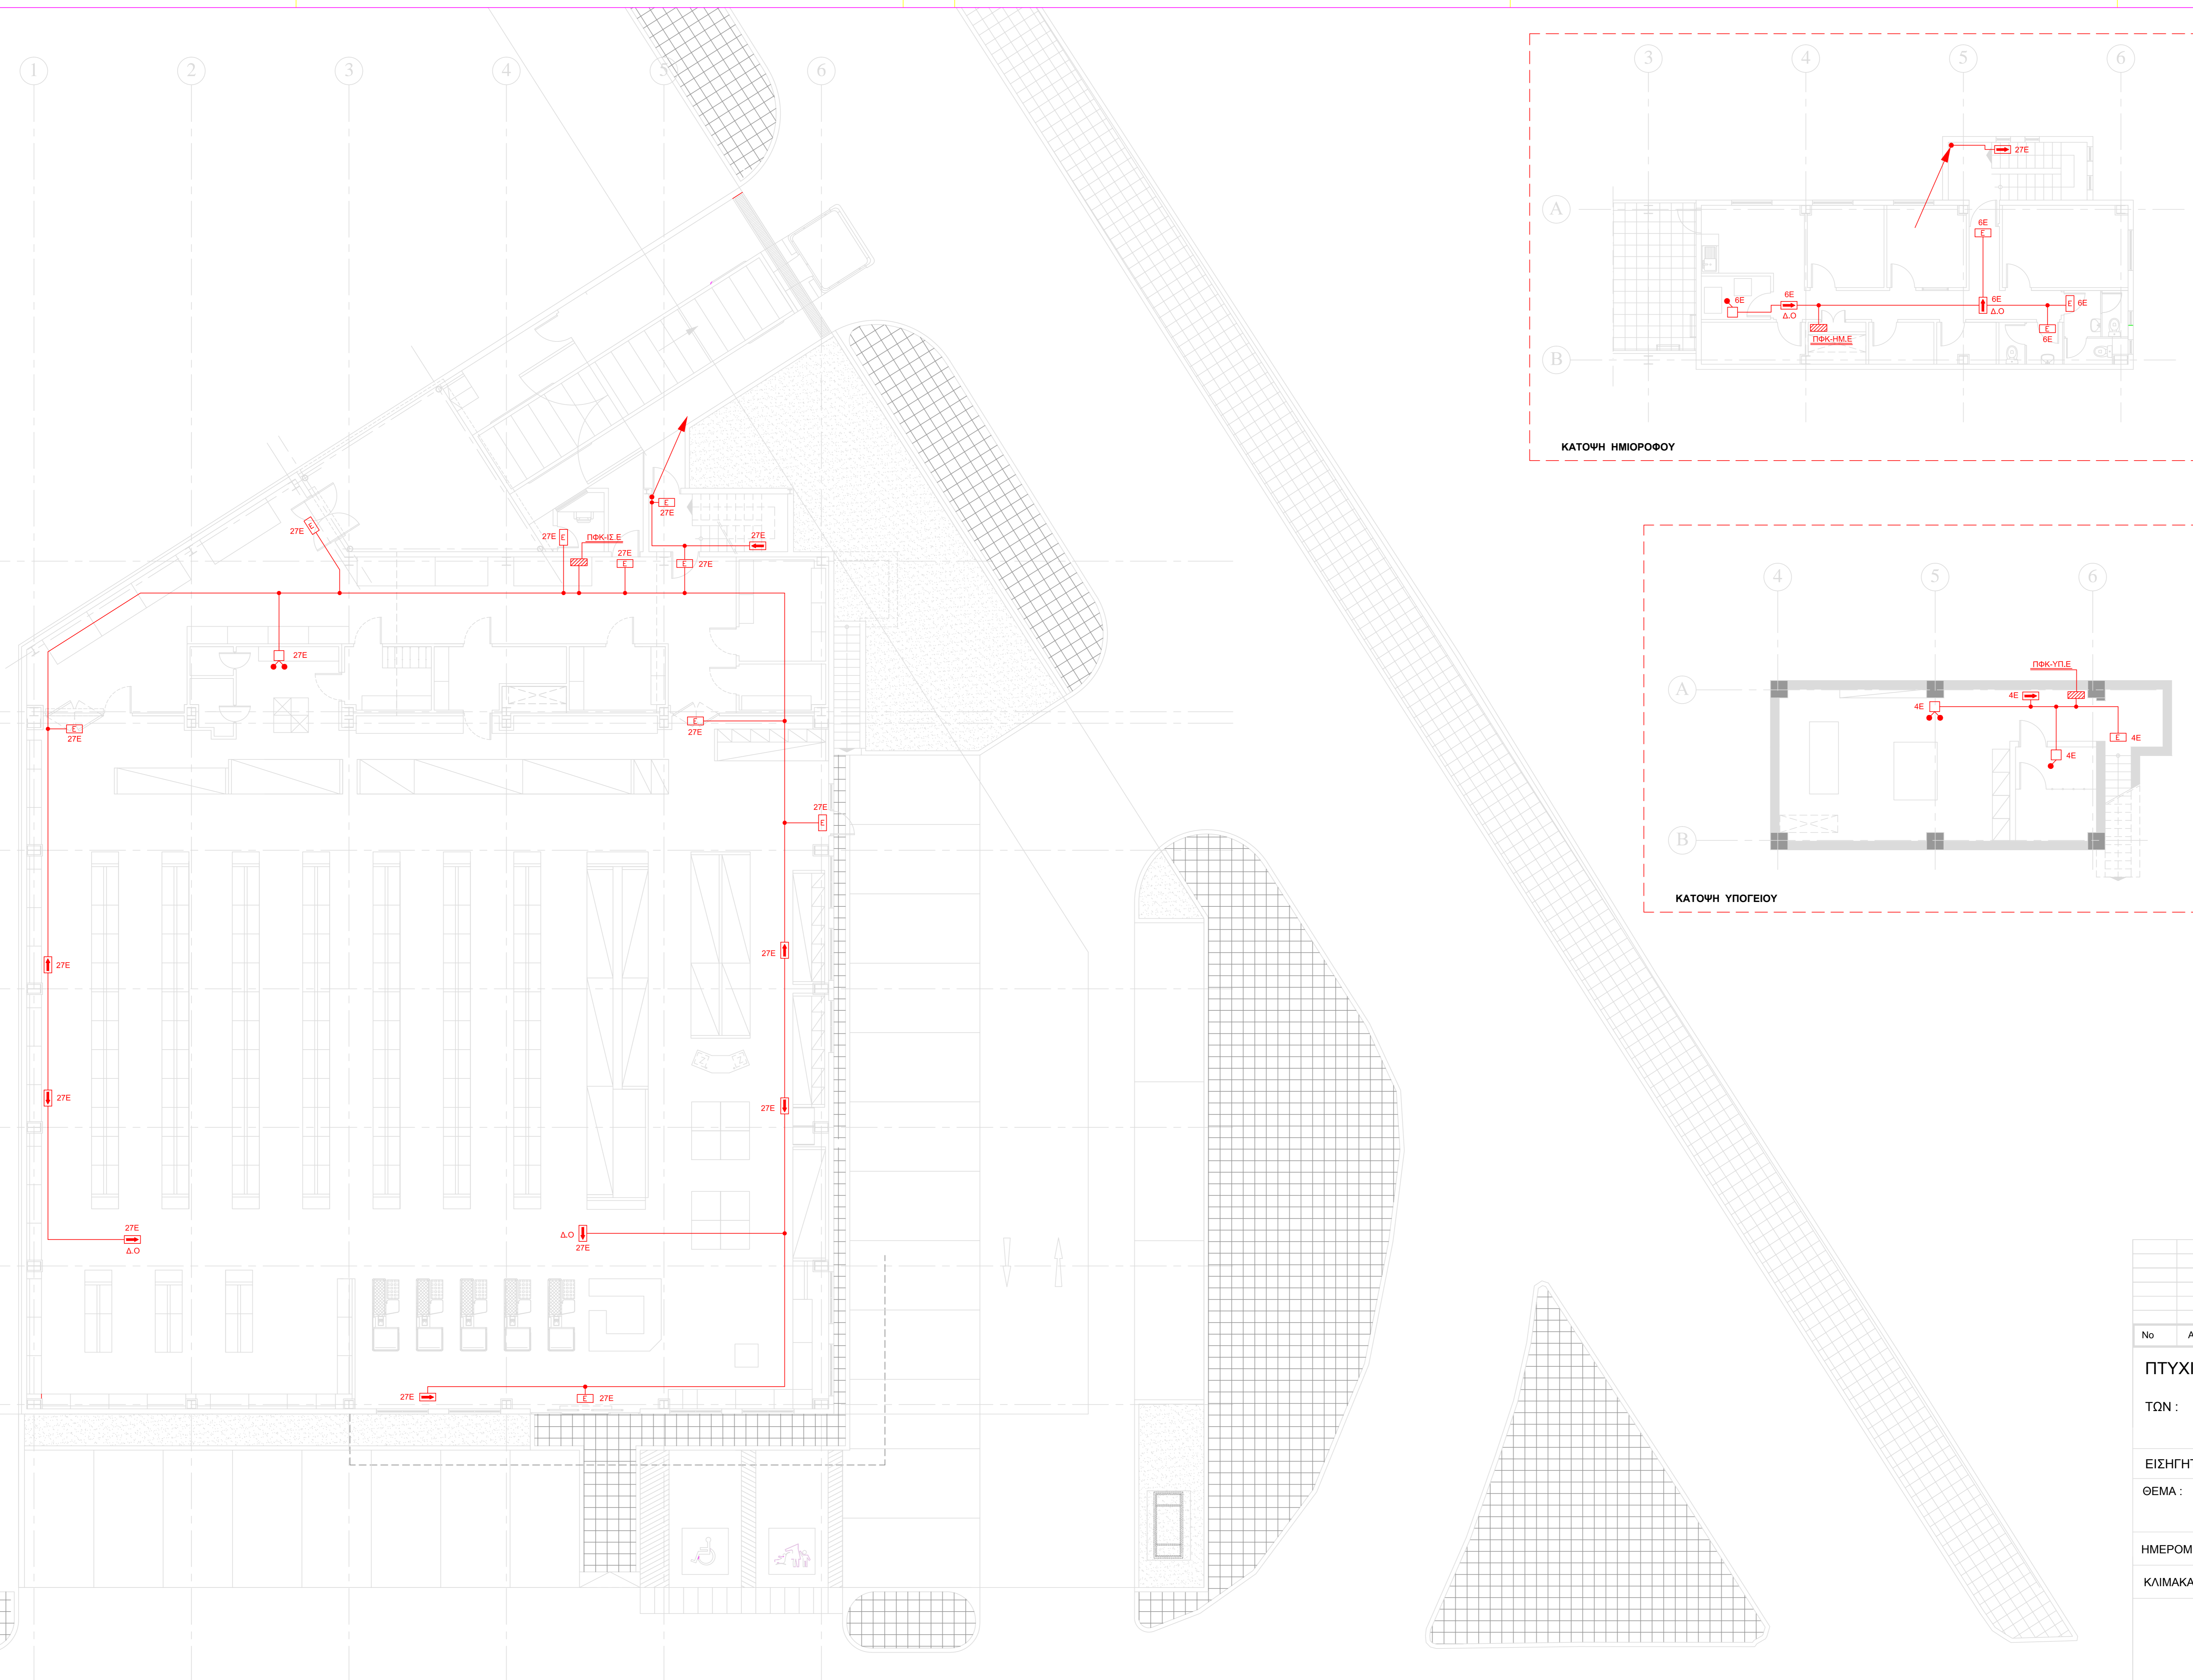 1 2 3 4 5 6
3 4 5 6
27E
A
6E
E
6E 6E 6E E 6E
Δ.Ο Δ.Ο
E
ΠΦΚ-ΗΜ.Ε 6E
B
ΚΑΤΟΨΗ ΗΜΙΟΡΟΦΟΥ
E
27E
27E E
27E E ΠΦΚ-ΙΣ.Ε 27E
27E
E E 27E
4 5 6
27E
ΠΦΚ-ΥΠ.Ε
A
4E
4E
E 4E
4E
B
ΚΑΤΟΨΗ ΥΠΟΓΕΙΟΥ
E E
27E 27E
27E
E
27E 27E
27E 27E
27E
Δ.Ο
Δ.Ο
27E
27E E 27E
No A
ΠΤΥΧΕ
ΤΩΝ :
ΕΙΣΗΓΗΤ
ΘΕΜΑ :
ΗΜΕΡΟΜ
ΚΛΙΜΑΚΑ